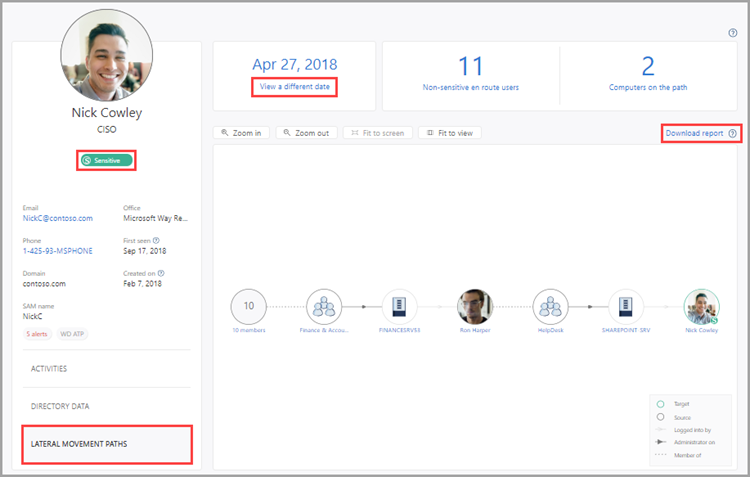 Nick Cowley
CISO
Sensitive
Email
NickC@contoso.com
Office
Microsoft Way Re...
Phone
1-425-93-MSPHONE
First seen
Sep 17, 2018
Domain
contoso.com
Created on
Feb 7, 2018
SAM name
NickC
5 alerts
WD ATP
ACTIVITIES
DIRECTORY DATA
LATERAL MOVEMENT PATHS
Apr 27, 2018
View a different date
11
Non-sensitive en route users
2
Computers on the path
Zoom in
Zoom out
Fit to screen
Fit to view
Download report
10
10 members
Finance & Accou...
FINANCESRV53
Ron Harper
HelpDesk
SHAREPOINT SRV
Nick Cowley
Target
Source
Logged into by
Administrator on
Member of